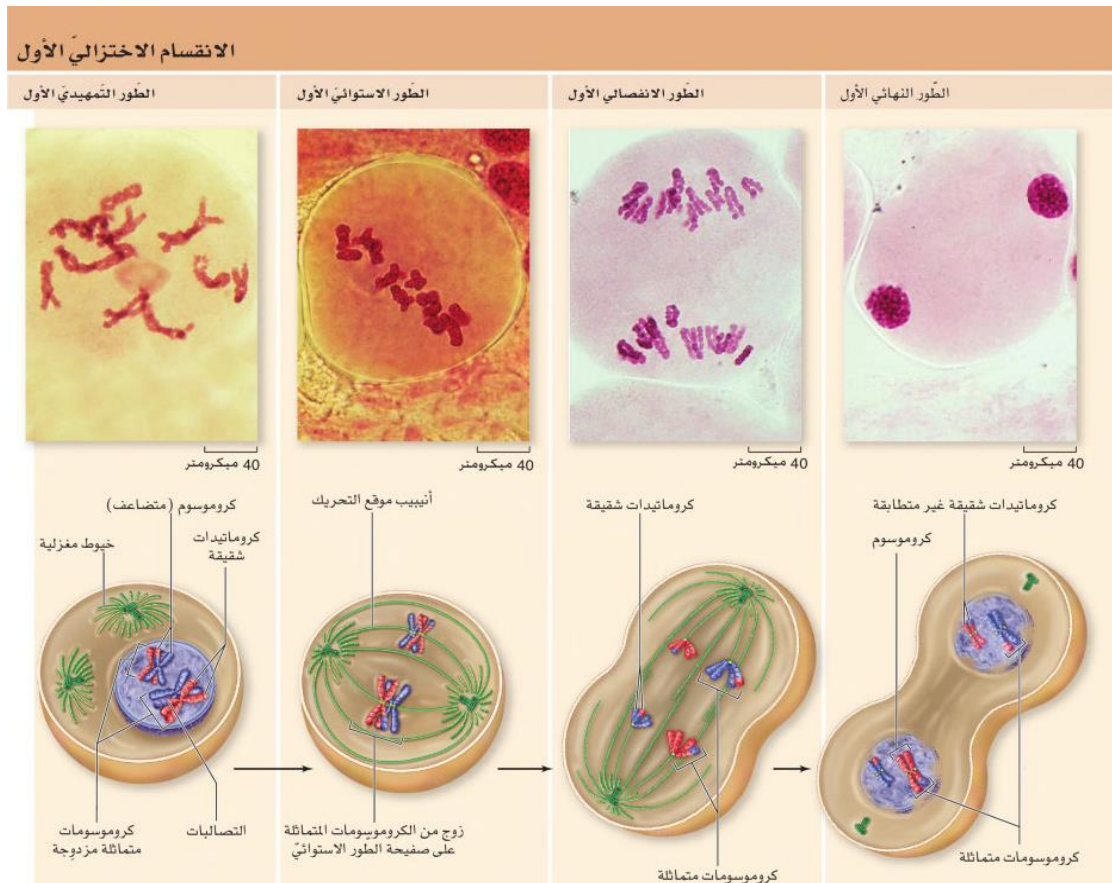 الانقسام الاختزاليّ الأول
الطّور التّمهيديّ الأول
الطّور الاستوائيّ الأول
الطّور الانفصالي الأول
الطّور النهائي الأول
40 ميكرومتر
40 ميكرومتر
40 ميكرومتر
40 ميكرومتر
كروموسوم (متضاعف)
خيوط مغزلية
كروماتيدات
شقيقة
كروموسومات
متماثلة مزدوجة
التصالبات
أنيبيب موقع التحريك
زوج من الكروموسومات المتماثلة
على صفيحة الطّور الاستوائيّ
كروماتيدات شقيقة
كروموسومات متماثلة
كروماتيدات شقيقة غير متطابقة
كروموسوم
كروموسومات متماثلة